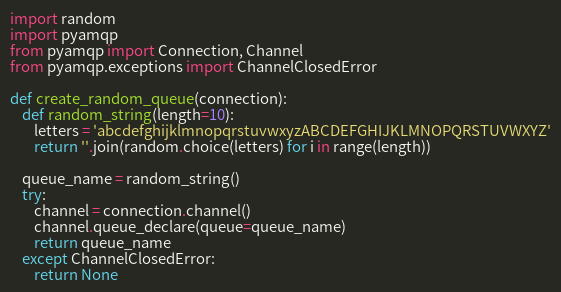 import random
import pyamqp
from pyamqp import Connection, Channel
from pyamqp.exceptions import ChannelClosedError

def create_random_queue(connection):
    def random_string(length=10):
        letters = 'abcdefghijklmnopqrstuvwxyzABCDEFGHIJKLMNOPQRSTUVWXYZ'
        return ''.join(random.choice(letters) for i in range(length))

    queue_name = random_string()
    try:
        channel = connection.channel()
        channel.queue_declare(queue=queue_name)
        return queue_name
    except ChannelClosedError:
        return None